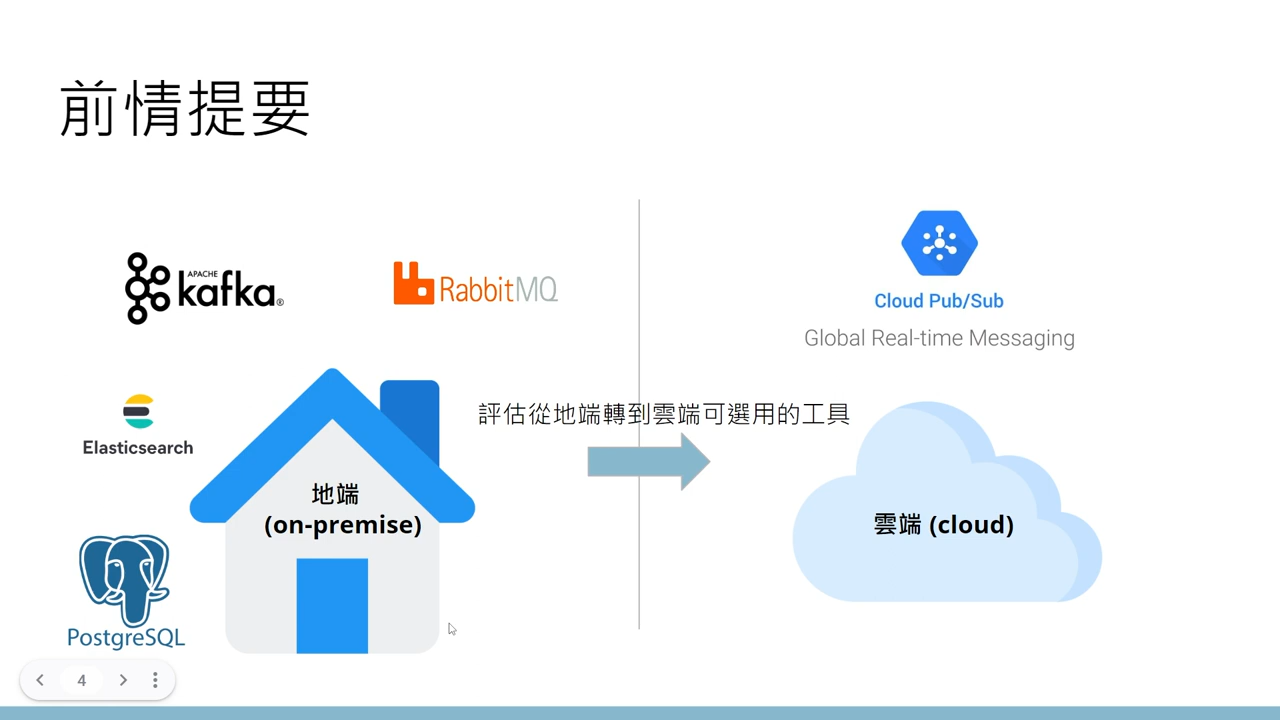 前情提要
APACHE
kafka®
RabbitMQ
Cloud Pub/Sub
Global Real-time Messaging
Elasticsearch
評估從地端轉到雲端可選用的工具
地端
(on-premise)
雲端 (cloud)
PostgreSQL
4